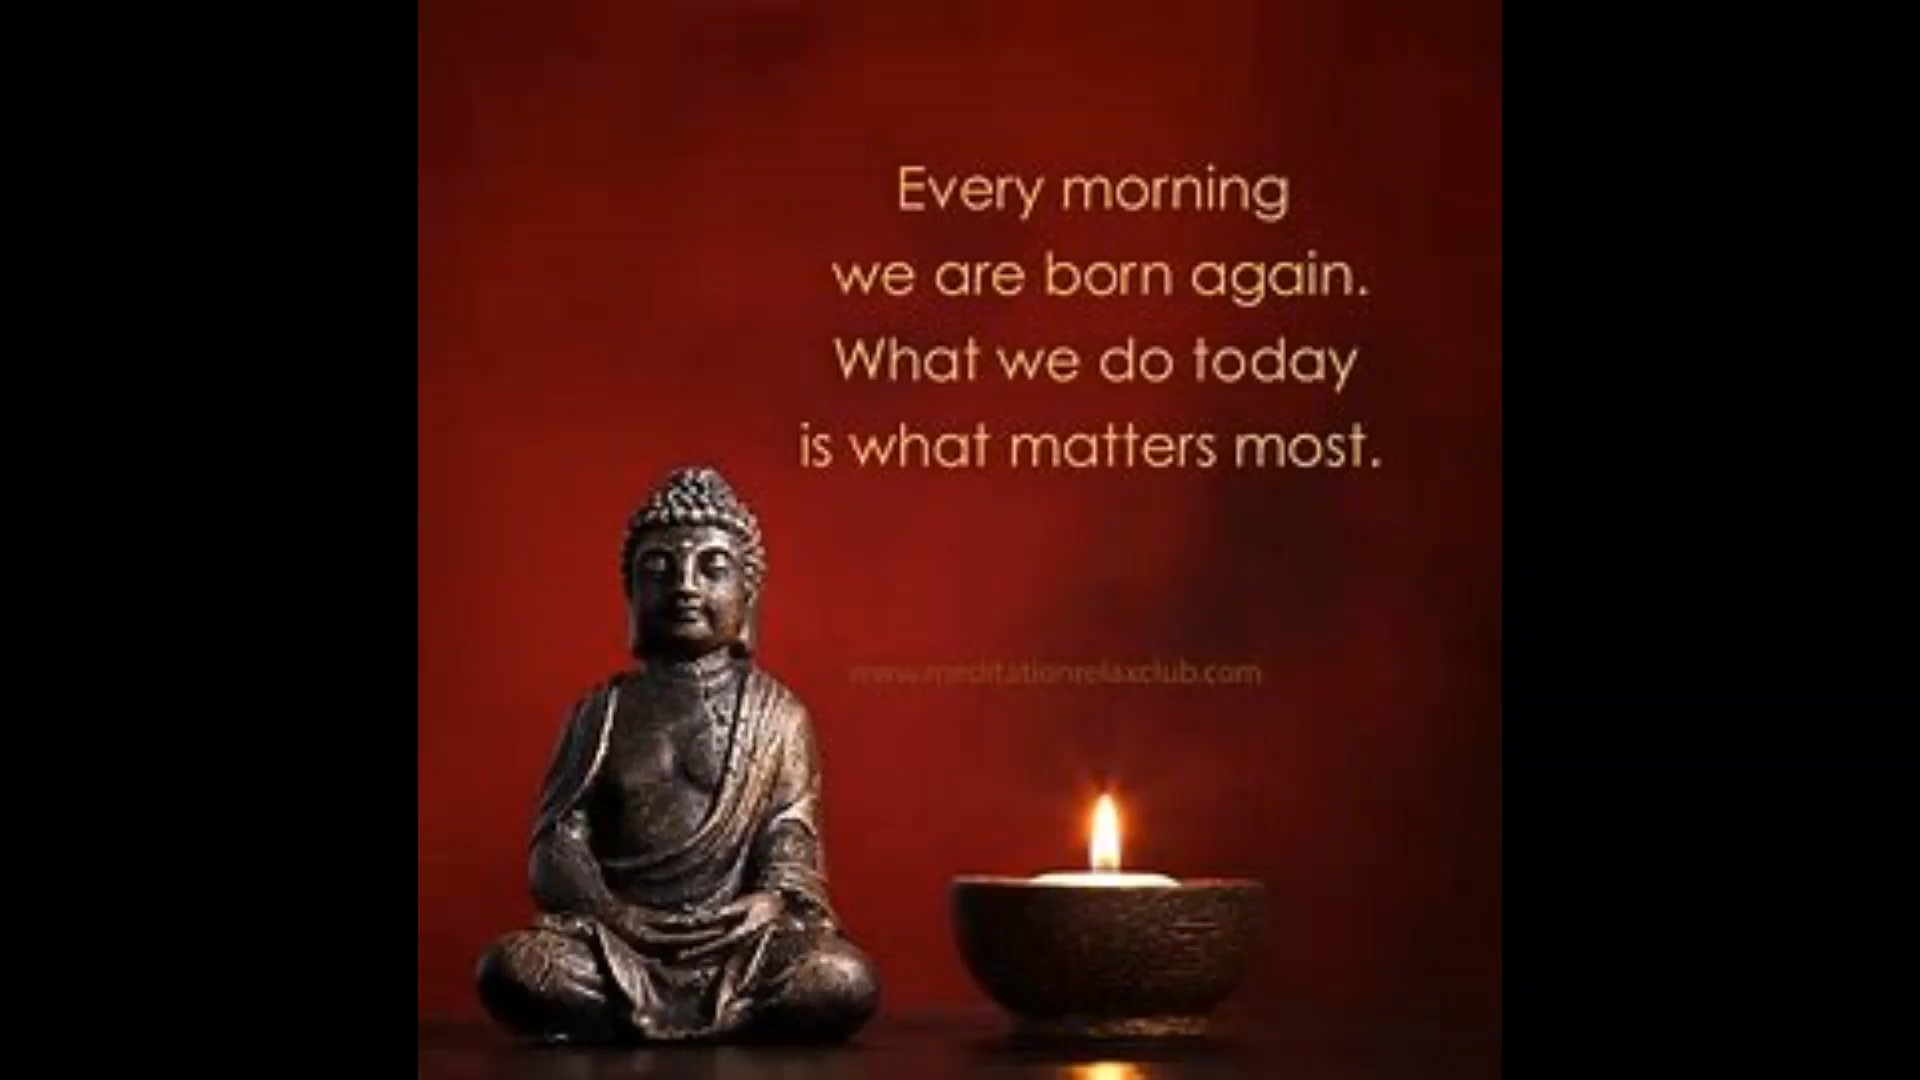 Every morning
we are born again.
What we do today
is what matters most.
www.meditationrelaxclub.com